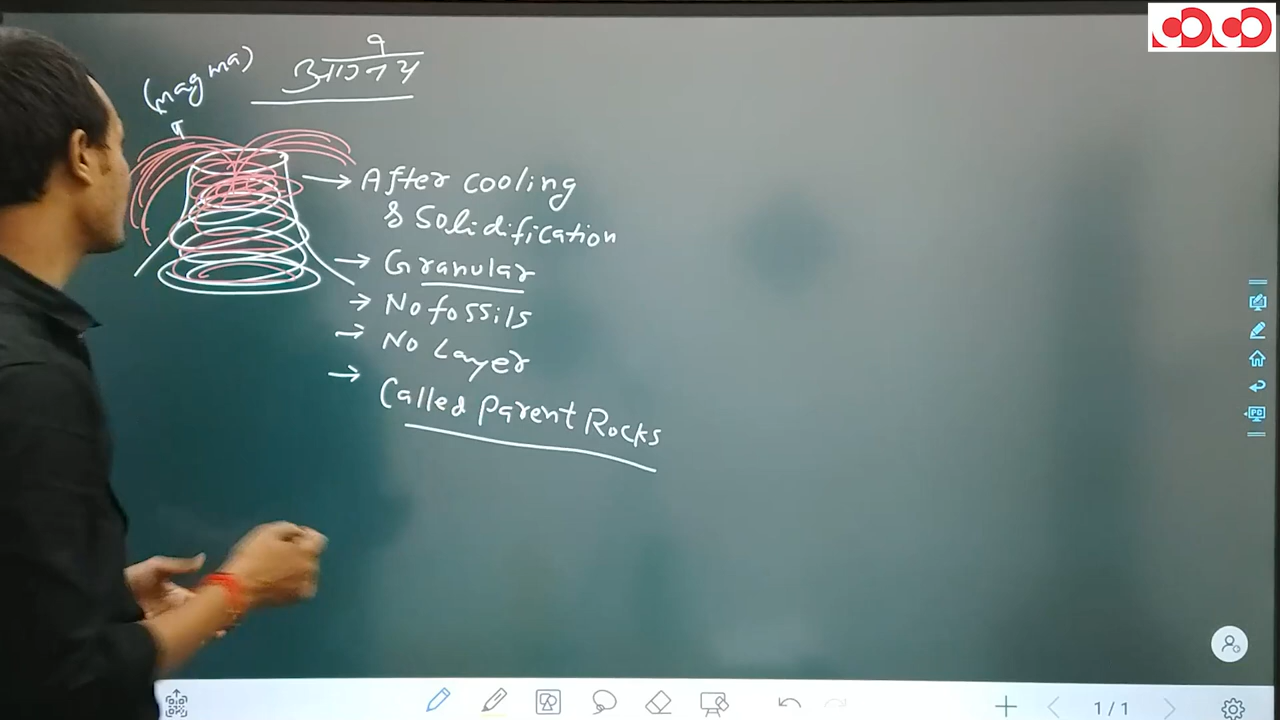 (magma)
आग्नेय
→ After cooling
& Solidification
→ Granular
→ No fossils
→ No Layer
→ Called Parent Rocks
1/1